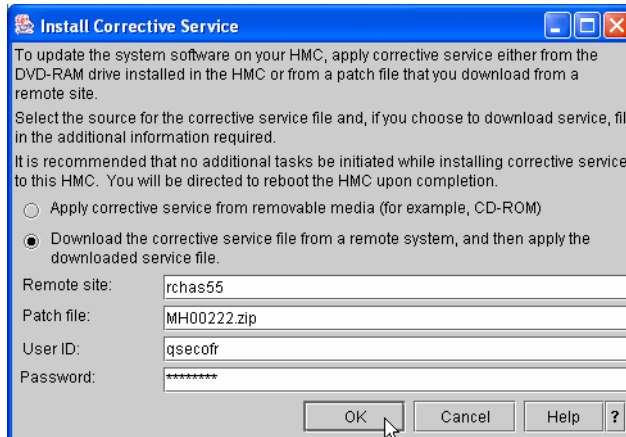 Install Corrective Service
To update the system software on your HMC, apply corrective service either from the
DVD-RAM drive installed in the HMC or from a patch file that you download from a
remote site.
Select the source for the corrective service file and, if you choose to download service, fil
in the additional information required.
It is recommended that no additional tasks be initiated while installing corrective service
to this HMC. You will be directed to reboot the HMC upon completion.
Apply corrective service from removable media (for example, CD-ROM)
Download the corrective service file from a remote system, and then apply the
downloaded service file.
Remote site: rchas55
Patch file: MH00222.zip
User ID: qsecofr
Password: ********
OK Cancel Help ?